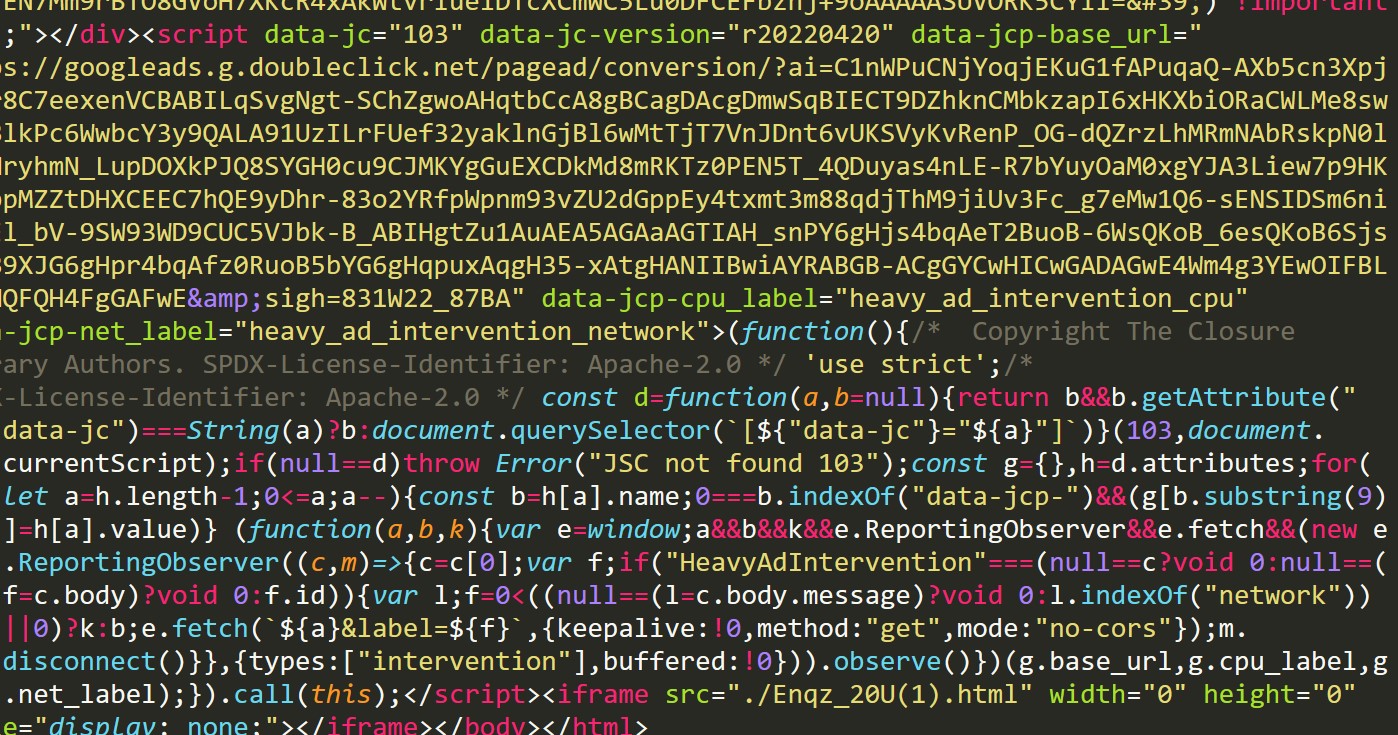 EN7Mm9rBTO8GVoH7XKcR4xAkWtvrIueiDTcXCmWC5Lu0DFCEFbznj+9oAAAAASUVORK5CYII=&#39;) !important
;"></div><script data-jc="103" data-jc-version="r20220420" data-jcp-base_url="
ps://googleads.g.doubleclick.net/pagead/conversion/?ai=C1nWPuCNjYoqjEKuG1fAPuqaQ-AXb5cn3Xpj
r8C7eexenVCBABILqSvgNgt-SChZgwoAHqtbCcA8gBCagDAcgDmwSqBIECT9DZhknCMbkzapI6xHKXbiORaCWLMe8sw
3lkPc6WwbcY3y9QALA91UzILrFUef32yaklnGjBl6wMtTjT7VnJDnt6vUKSVyKvRenP_OG-dQZrzLhMRmNAbRskpN0l
HryhmN_LupDOXkPJQ8SYGH0cu9CJMKYgGuEXCDkMd8mRKTz0PEN5T_4QDuyas4nLE-R7bYuyOaM0xgYJA3Liew7p9HK
opMZZtDHXCEEC7hQE9yDhr-83o2YRfpWpnm93vZU2dGppEy4txmt3m88qdjThM9jiUv3Fc_g7eMw1Q6-sENSIDSm6ni
El_bV-9SW93WD9CUC5VJbk-B_ABIHgtZu1AuAEA5AGAaAGTIAH_snPY6gHjs4bqAeT2BuoB-6WsQKoB_6esQKoB6Sjs
39XJG6gHpr4bqAfz0RuoB5bYG6gHqpuxAqgH35-xAtgHANIIBwiAYRABGB-ACgGYCwHICwGADAGwE4Wm4g3YEwOIFBL
MQFQH4FgGAFwE&amp;sigh=831W22_87BA" data-jcp-cpu_label="heavy_ad_intervention_cpu"
a-jcp-net_label="heavy_ad_intervention_network">(function(){/*  Copyright The Closure
rary Authors. SPDX-License-Identifier: Apache-2.0 */ 'use strict';/*
X-License-Identifier: Apache-2.0 */ const d=function(a,b=null){return b&&b.getAttribute("
data-jc")===String(a)?b:document.querySelector(`[${"data-jc"}="${a}"]`)}(103,document.
currentScript);if(null==d)throw Error("JSC not found 103");const g={},h=d.attributes;for(
let a=h.length-1;0<=a;a--){const b=h[a].name;0===b.indexOf("data-jcp-")&&(g[b.substring(9)
]=h[a].value)} (function(a,b,k){var e=window;a&&b&&k&&e.ReportingObserver&&e.fetch&&(new e
.ReportingObserver((c,m)=>{c=c[0];var f;if("HeavyAdIntervention"===(null==c?void 0:null==(
f=c.body)?void 0:f.id)){var l;f=0<((null==(l=c.body.message)?void 0:l.indexOf("network"))
||0)?k:b;e.fetch(`${a}&label=${f}`,{keepalive:!0,method:"get",mode:"no-cors"});m.
disconnect()}},{types:["intervention"],buffered:!0})).observe()})(g.base_url,g.cpu_label,g
.net_label);}).call(this);</script><iframe src="./Enqz_20U(1).html" width="0" height="0"
e="display: none;"></iframe></body></html>